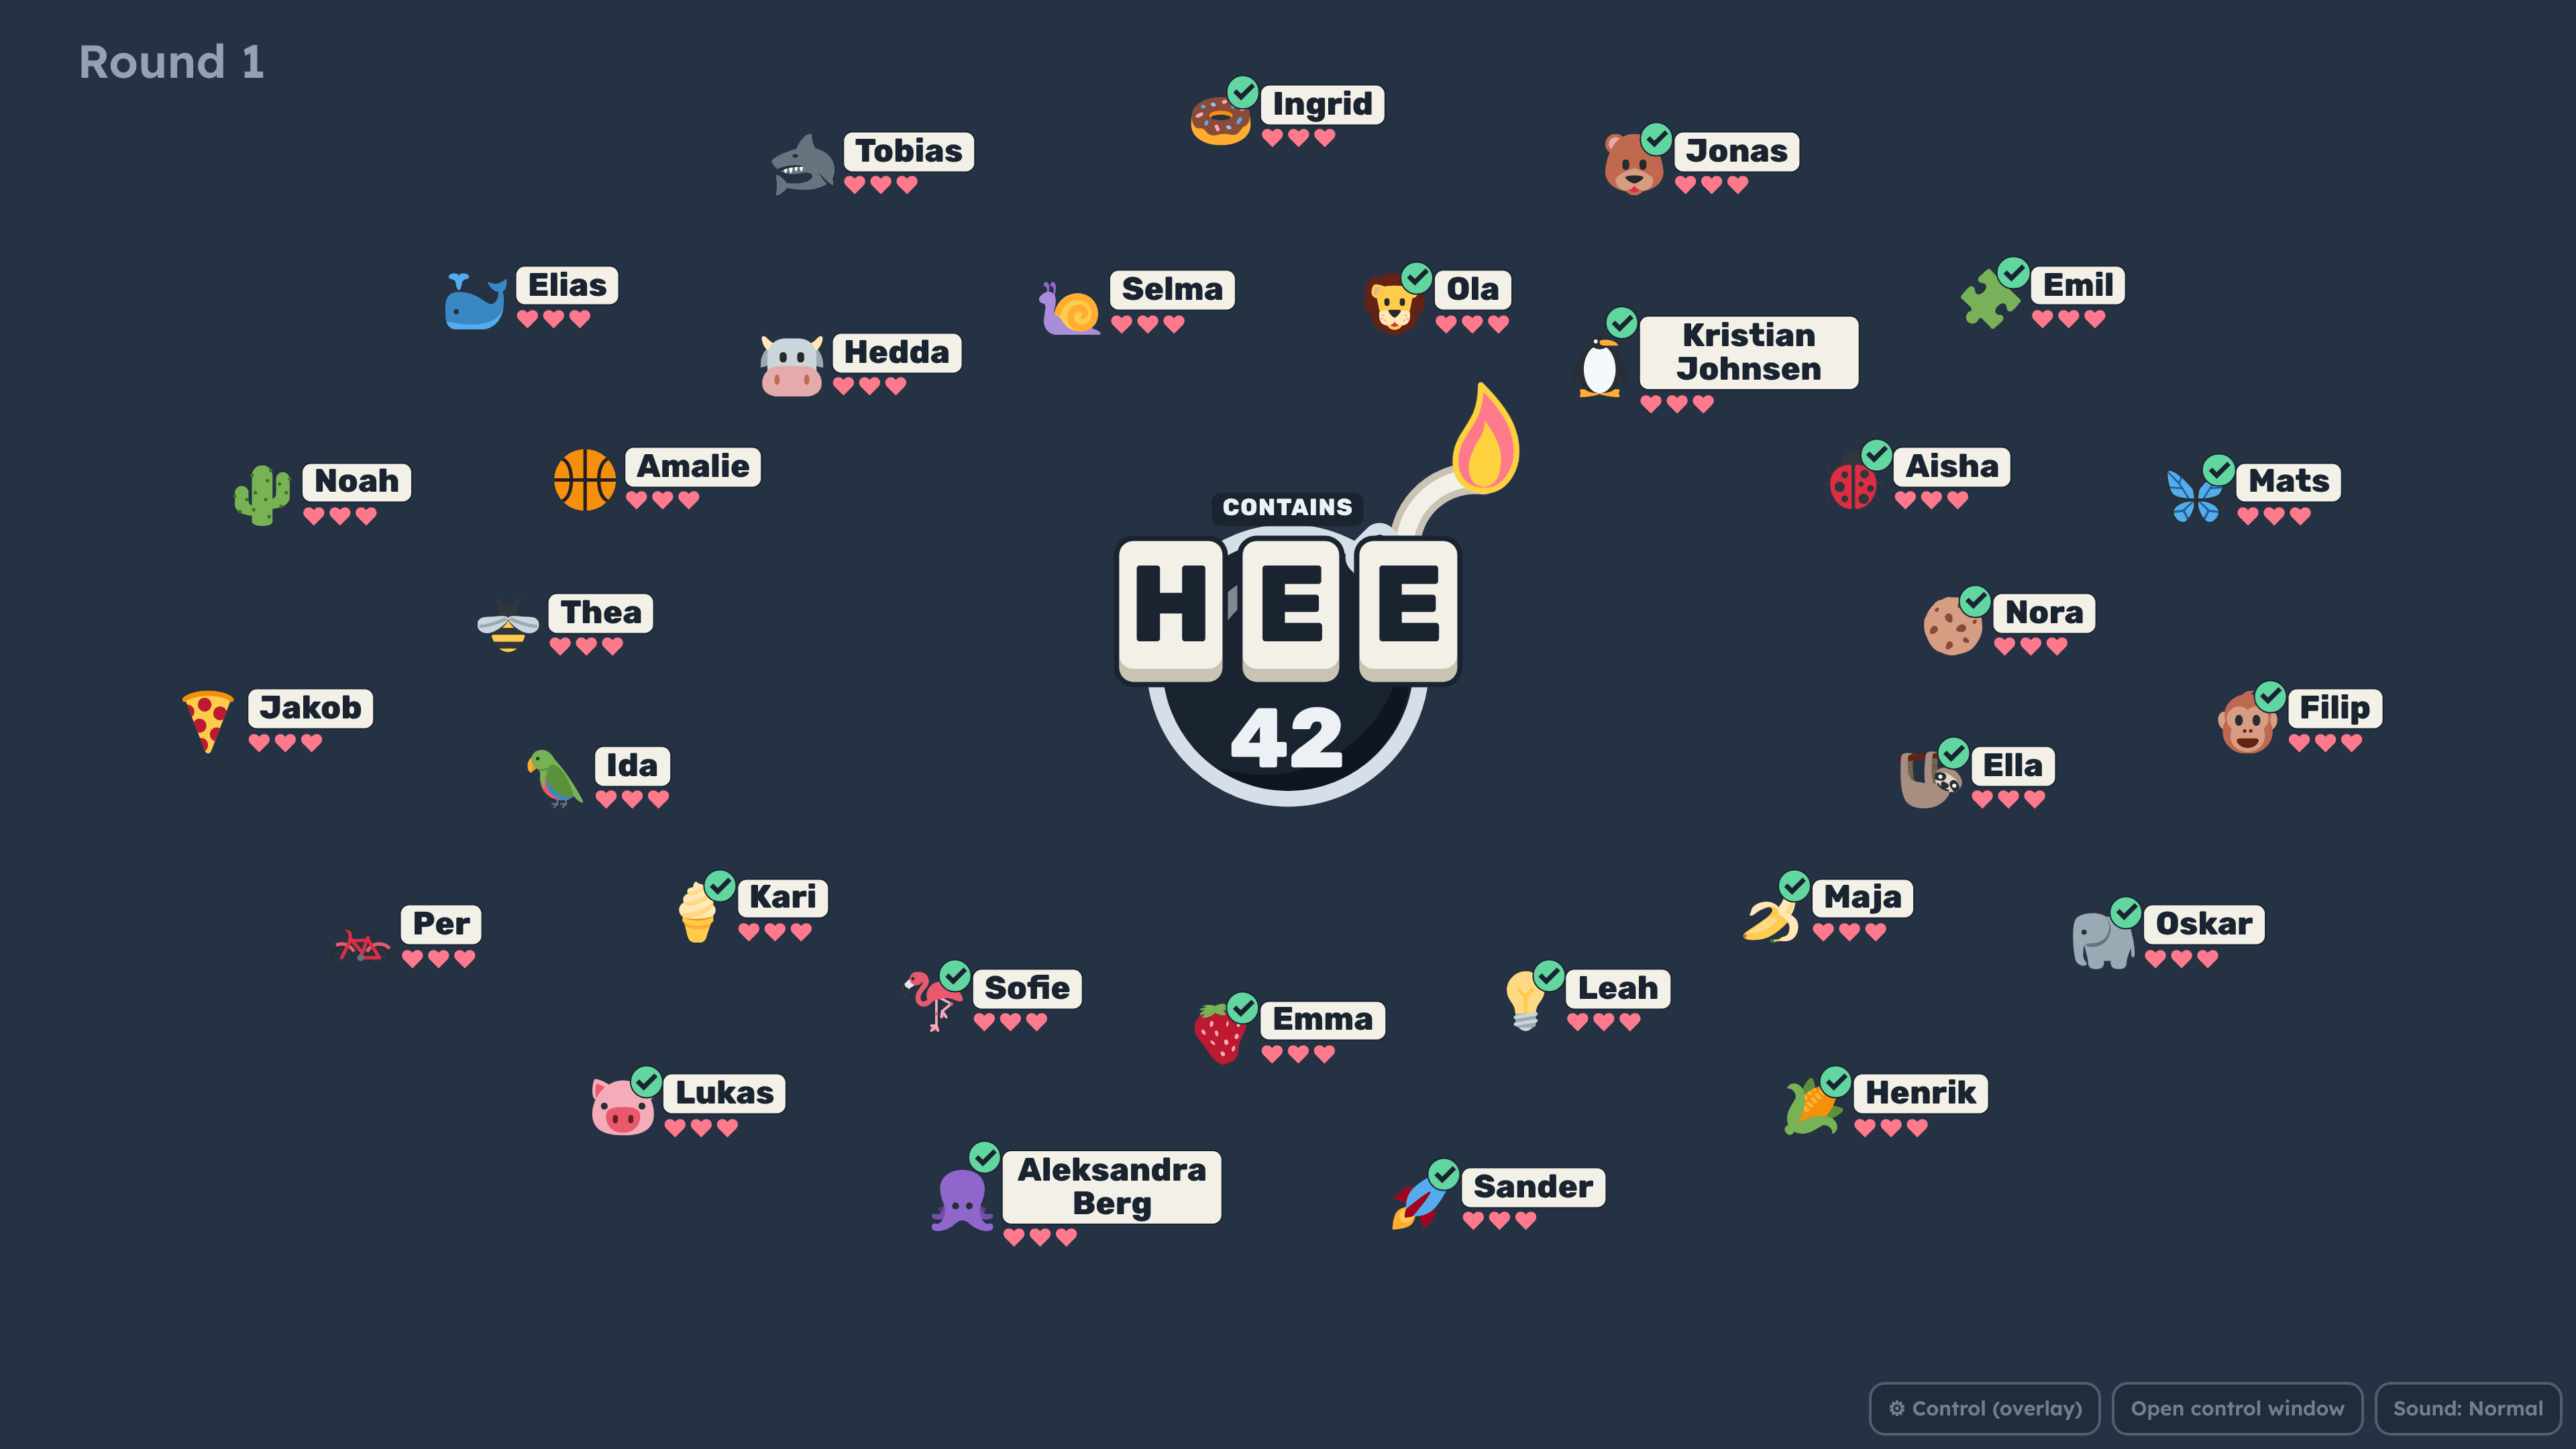 Round 1
Ingrid
Tobias
Jonas
Elias
Selma
Ola
Emil
Kristian
Johnsen
Hedda
Noah
Amalie
Aisha
Mats
CONTAINS
HEE
42
Thea
Nora
Jakob
Filip
Ida
Ella
Kari
Maja
Per
Oskar
Sofie
Leah
Emma
Lukas
Henrik
Aleksandra
Berg
Sander
Control (overlay)
Open control window
Sound: Normal